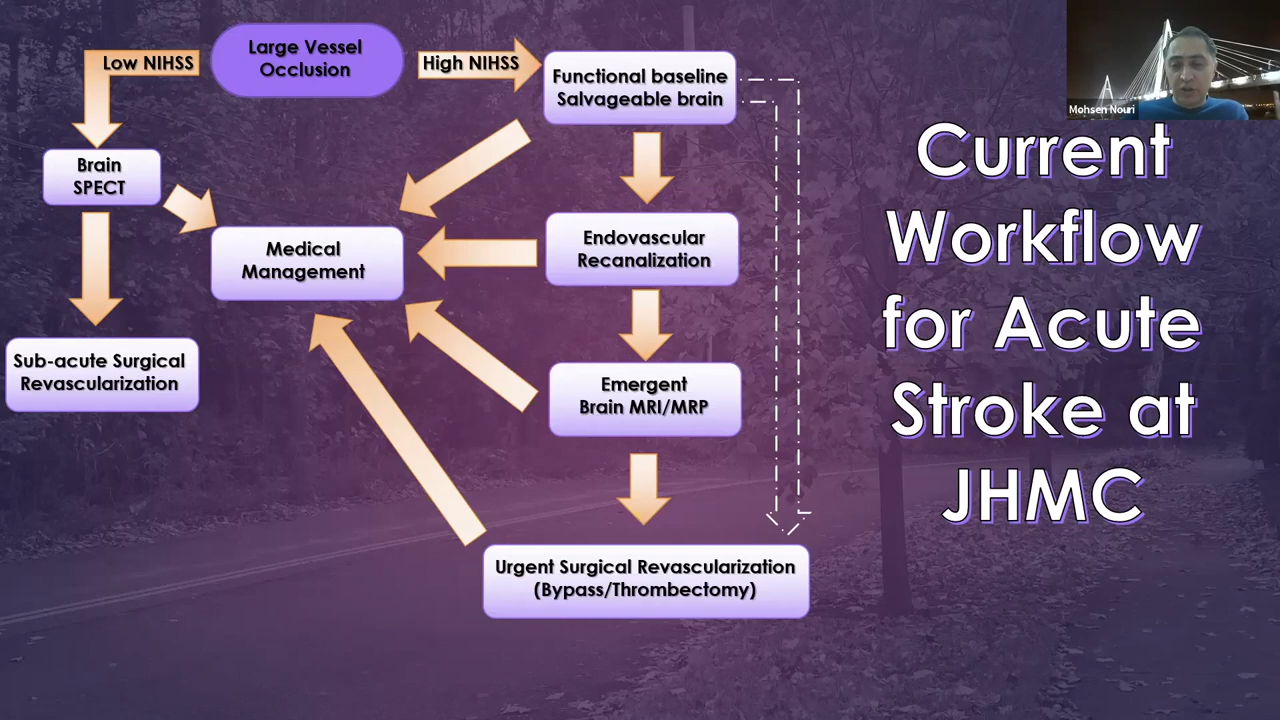 Large Vessel
Occlusion
Low NIHSS
High NIHSS
Functional baseline
Salvageable brain
Mohsen Nouri
Brain
SPECT
Medical
Management
Endovascular
Recanalization
Sub-acute Surgical
Revascularization
Emergent
Brain MRI/MRP
Urgent Surgical Revascularization
(Bypass/Thrombectomy)
Current
Workflow
for Acute
Stroke at
JHMC